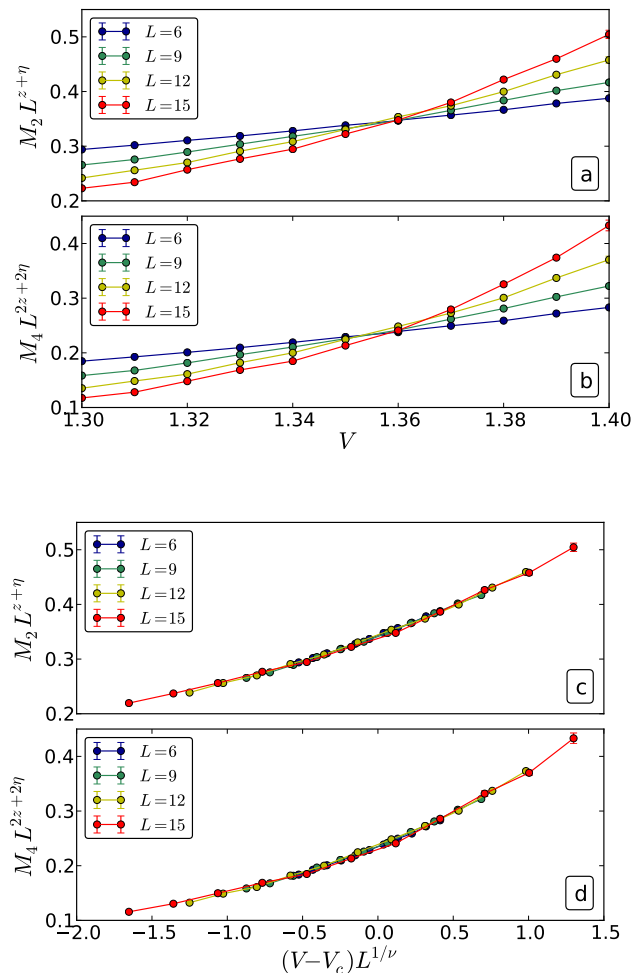 0.5
0.4
0.3
0.2
M₂ L^{z+η}
L=6
L=9
L=12
L=15
a
0.4
0.3
0.2
0.1
M₄ L^{2z+2η}
L=6
L=9
L=12
L=15
b
1.30 1.32 1.34 1.36 1.38 1.40
V
0.5
0.4
0.3
0.2
M₂ L^{z+η}
L=6
L=9
L=12
L=15
c
0.4
0.3
0.2
0.1
M₄ L^{2z+2η}
L=6
L=9
L=12
L=15
d
−2.0 −1.5 −1.0 −0.5 0.0 0.5 1.0 1.5
(V−V_c)L^{1/ν}